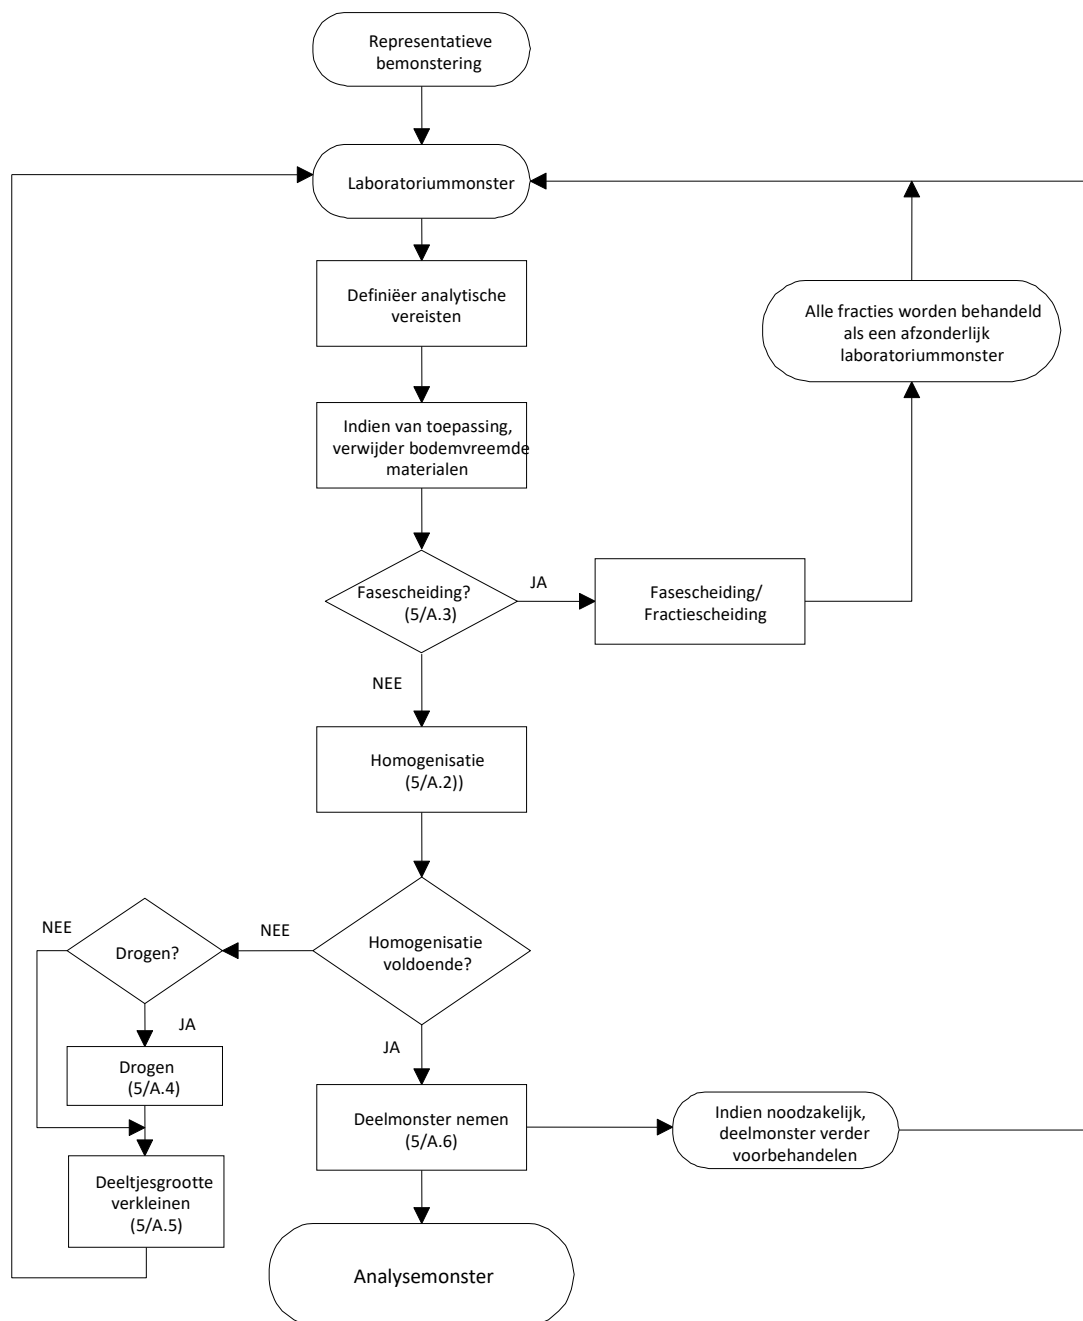 Representatieve
bemonstering
Laboratoriummonster
Definiëer analytische
vereisten
Alle fracties worden behandeld
als een afzonderlijk
laboratoriummonster
Indien van toepassing,
verwijder bodemvreemde
materialen
Fasescheiding?
(5/A.3)
JA
Fasescheiding/
Fractiescheiding
NEE
Homogenisatie
(5/A.2))
Homogenisatie
voldoende?
NEE
Drogen?
NEE
JA
Drogen
(5/A.4)
Deeltjesgrootte
verkleinen
(5/A.5)
JA
Deelmonster nemen
(5/A.6)
Indien noodzakelijk,
deelmonster verder
voorbehandelen
Analysemonster